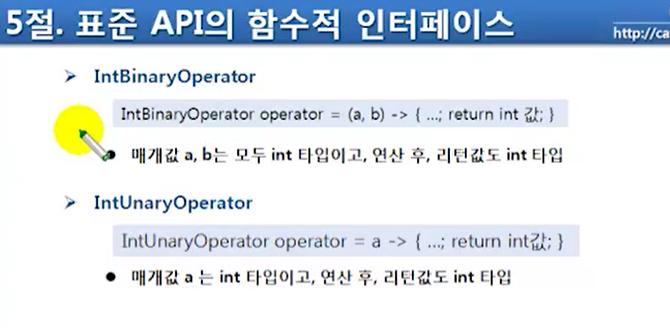 5절. 표준 API의 함수적 인터페이스
http://ca
IntBinaryOperator
IntBinaryOperator operator = (a, b) -> { ...; return int 값; }
매개값 a, b는 모두 int 타입이고, 연산 후, 리턴값도 int 타입
IntUnaryOperator
IntUnaryOperator operator = a -> { ...; return int값; }
매개값 a 는 int 타입이고, 연산 후, 리턴값도 int 타입